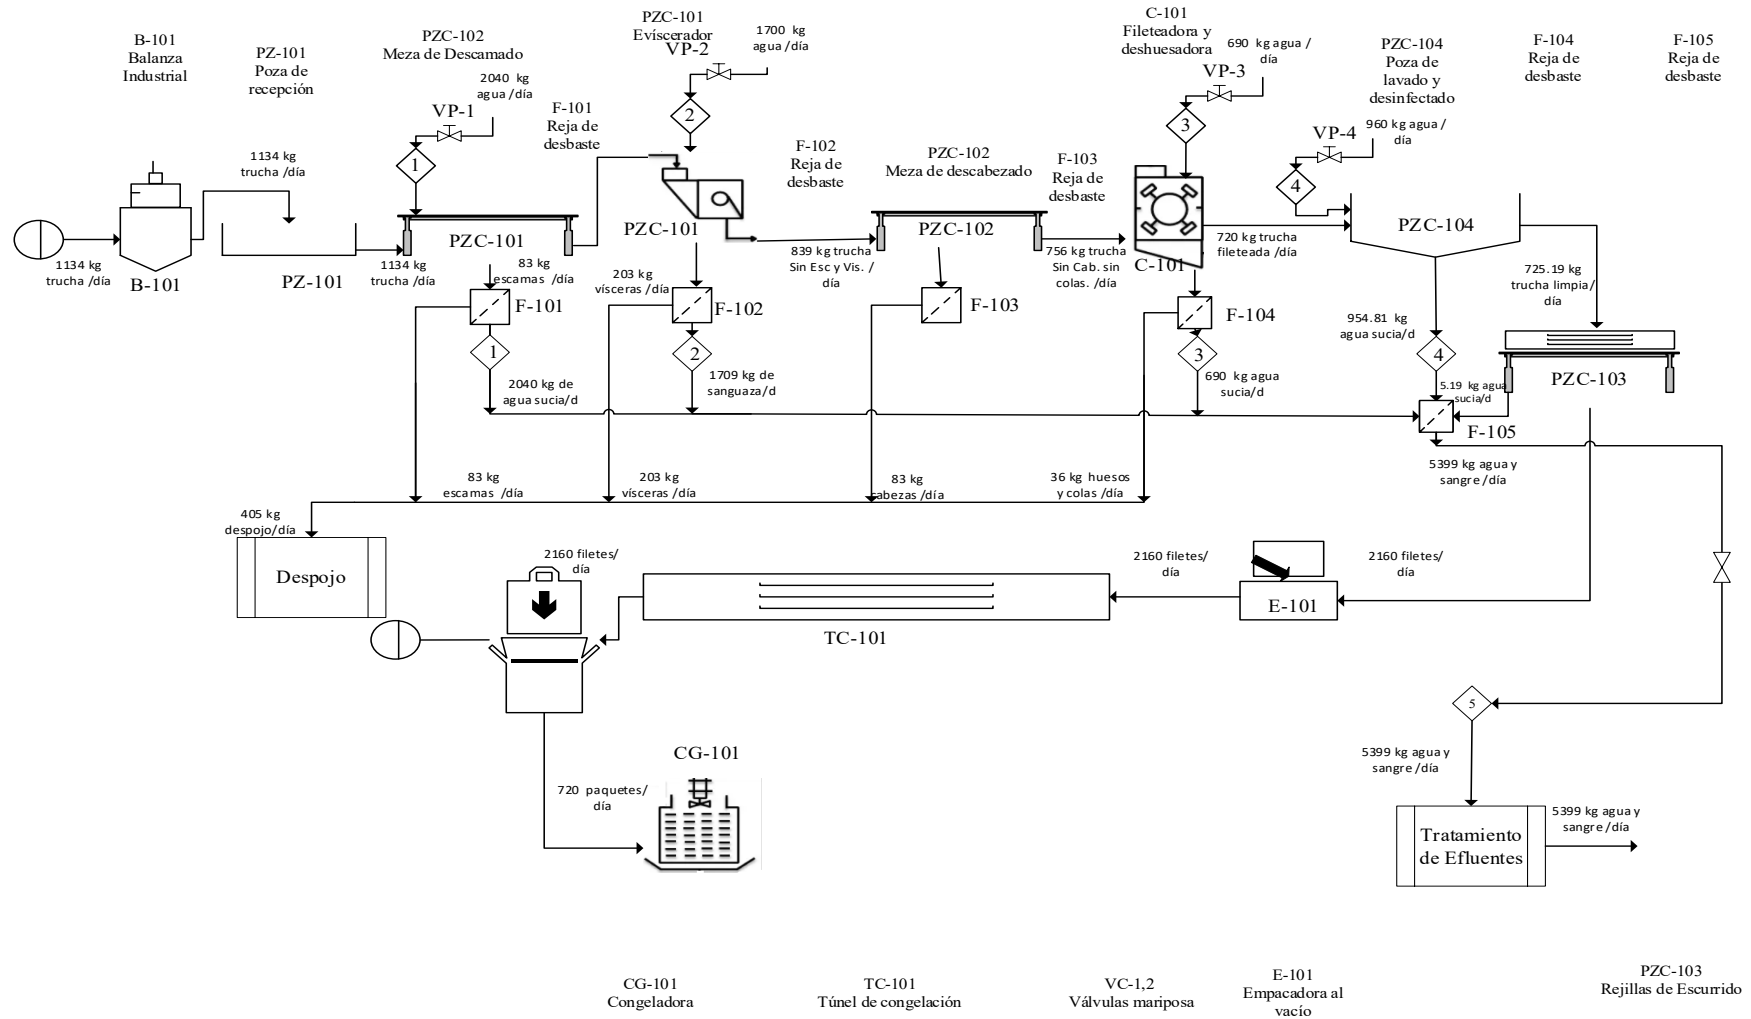 B-101
Balanza
Industrial
PZ-101
Poza de
recepción
PZC-102
Meza de Descamado
2040 kg
agua /día
VP-1
F-101
Reja de
desbaste
PZC-101
Evíscerador
VP-2
1700 kg
agua /día
F-102
Reja de
desbaste
PZC-102
Meza de descabezado
F-103
Reja de
desbaste
C-101
Fileteadora y
deshuesadora
690 kg agua /
día
VP-3
PZC-104
Poza de
lavado y
desinfectado
VP-4
960 kg agua /
día
F-104
Reja de
desbaste
F-105
Reja de
desbaste
1
2
3
4
1134 kg
trucha /día
1134 kg
trucha /día
B-101
PZ-101
1134 kg
trucha /día
PZC-101
83 kg
escamas /día
F-101
1
2040 kg de
agua sucia/d
PZC-101
203 kg
vísceras /día
F-102
2
1709 kg de
sanguaza/d
839 kg trucha
Sin Esc y Vis. /
día
PZC-102
F-103
756 kg trucha
Sin Cab. sin
colas. /día
C-101
F-104
3
690 kg agua
sucia/d
720 kg trucha
fileteada /día
PZC-104
954.81 kg
agua sucia/d
4
725.19 kg
trucha limpia/
día
PZC-103
5.19 kg agua
sucia/d
F-105
5399 kg agua y
sangre /día
83 kg
escamas /día
203 kg
vísceras /día
83 kg
cabezas /día
36 kg huesos
y colas /día
405 kg
despojo/día
Despojo
2160 filetes/
día
TC-101
2160 filetes/
día
E-101
2160 filetes/
día
720 paquetes/
día
CG-101
5
5399 kg agua y
sangre /día
Tratamiento
de Efluentes
5399 kg agua y
sangre /día
CG-101
Congeladora
TC-101
Túnel de congelación
VC-1,2
Válvulas mariposa
E-101
Empacadora al
vacío
PZC-103
Rejillas de Escurrido